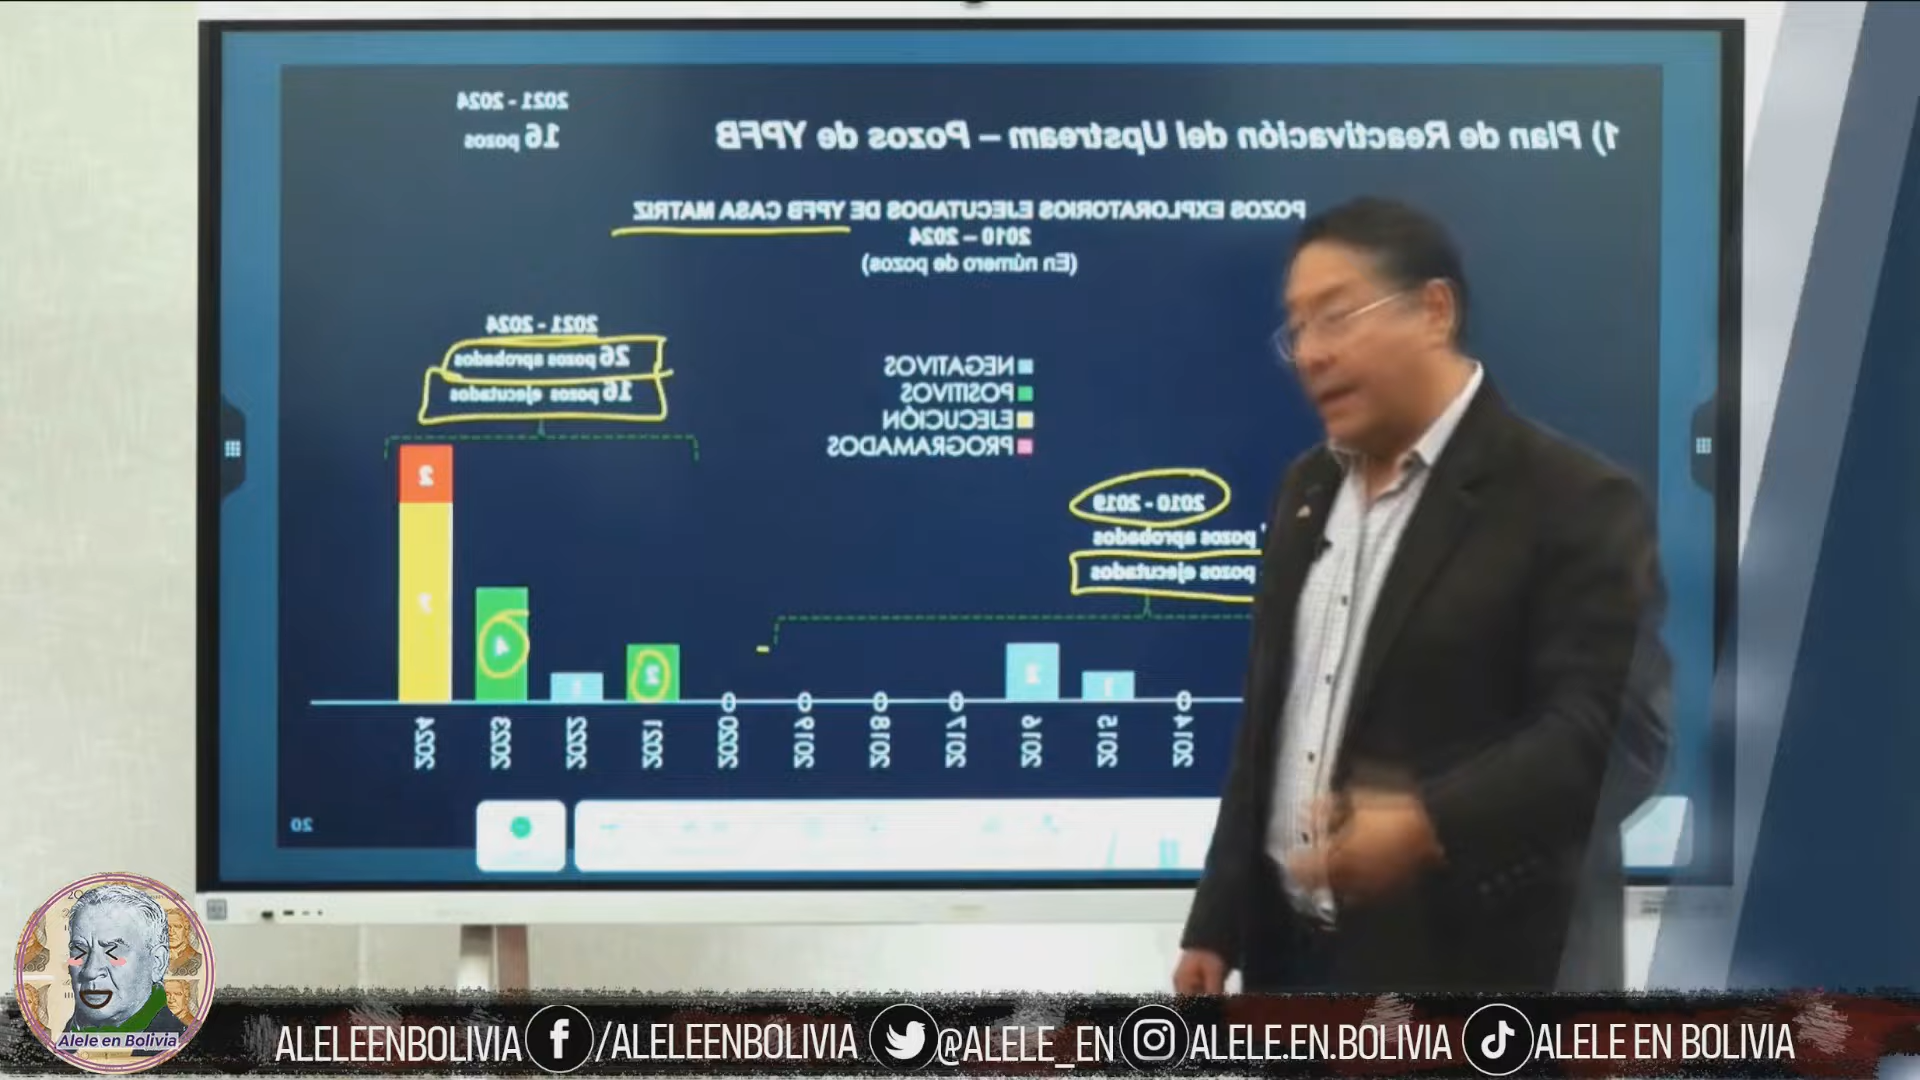 1) Plan de Reactivación del Upstream – Pozos de YPFB
2021 - 2024
16 pozos
POZOS EXPLORATORIOS EJECUTADOS DE YPFB CASA MATRIZ
2010 – 2024
(En número de pozos)
NEGATIVOS
POSITIVOS
EJECUCIÓN
PROGRAMADOS
2010 - 2019
pozos aprobados
pozos ejecutados
2021 - 2024
26 pozos aprobados
16 pozos ejecutados
0 1 2 0 0 0 0 2 1 4 7 2
2014 2015 2016 2017 2018 2019 2020 2021 2022 2023 2024
20
Alele en Bolivia
ALELEENBOLIVIA f /ALELEENBOLIVIA @ALELE_EN ALELE.EN.BOLIVIA ALELE EN BOLIVIA